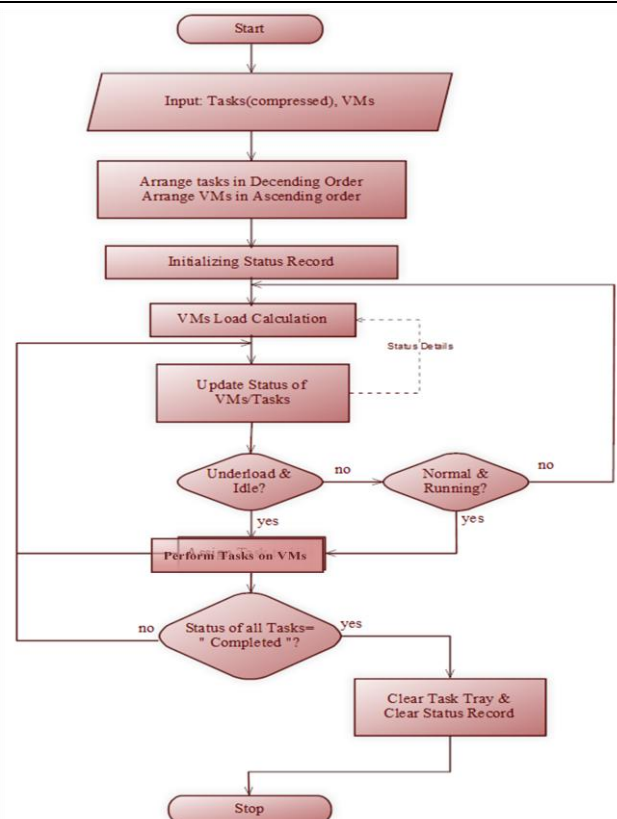 Start
Input: Tasks(compressed), VMs
Arrange tasks in Decending Order
Arrange VMs in Ascending order
Initializing Status Record
VMs Load Calculation
Status Details
Update Status of
VMs/Tasks
Underload &
Idle?
no
Normal &
Running?
no
yes
yes
Perform Tasks on VMs
no
Status of all Tasks=
" Completed "?
yes
Clear Task Tray &
Clear Status Record
Stop